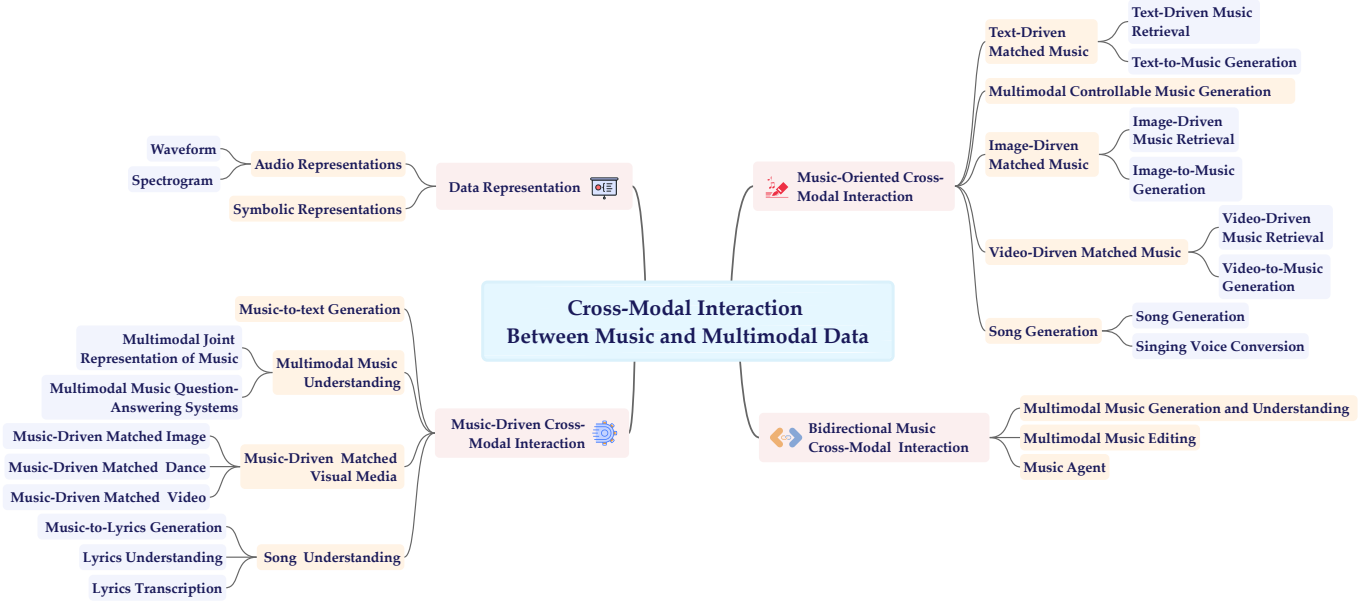 Cross-Modal Interaction
Between Music and Multimodal Data
Data Representation
Audio Representations
Waveform
Spectrogram
Symbolic Representations
Music-Driven Cross-
Modal Interaction
Music-to-text Generation
Multimodal Music
Understanding
Multimodal Joint
Representation of Music
Multimodal Music Question-
Answering Systems
Music-Driven Matched
Visual Media
Music-Driven Matched Image
Music-Driven Matched Dance
Music-Driven Matched Video
Song Understanding
Music-to-Lyrics Generation
Lyrics Understanding
Lyrics Transcription
Music-Oriented Cross-
Modal Interaction
Text-Driven
Matched Music
Text-Driven Music
Retrieval
Text-to-Music Generation
Multimodal Controllable Music Generation
Image-Dirven
Matched Music
Image-Driven
Music Retrieval
Image-to-Music
Generation
Video-Dirven Matched Music
Video-Driven
Music Retrieval
Video-to-Music
Generation
Song Generation
Song Generation
Singing Voice Conversion
Bidirectional Music
Cross-Modal Interaction
Multimodal Music Generation and Understanding
Multimodal Music Editing
Music Agent